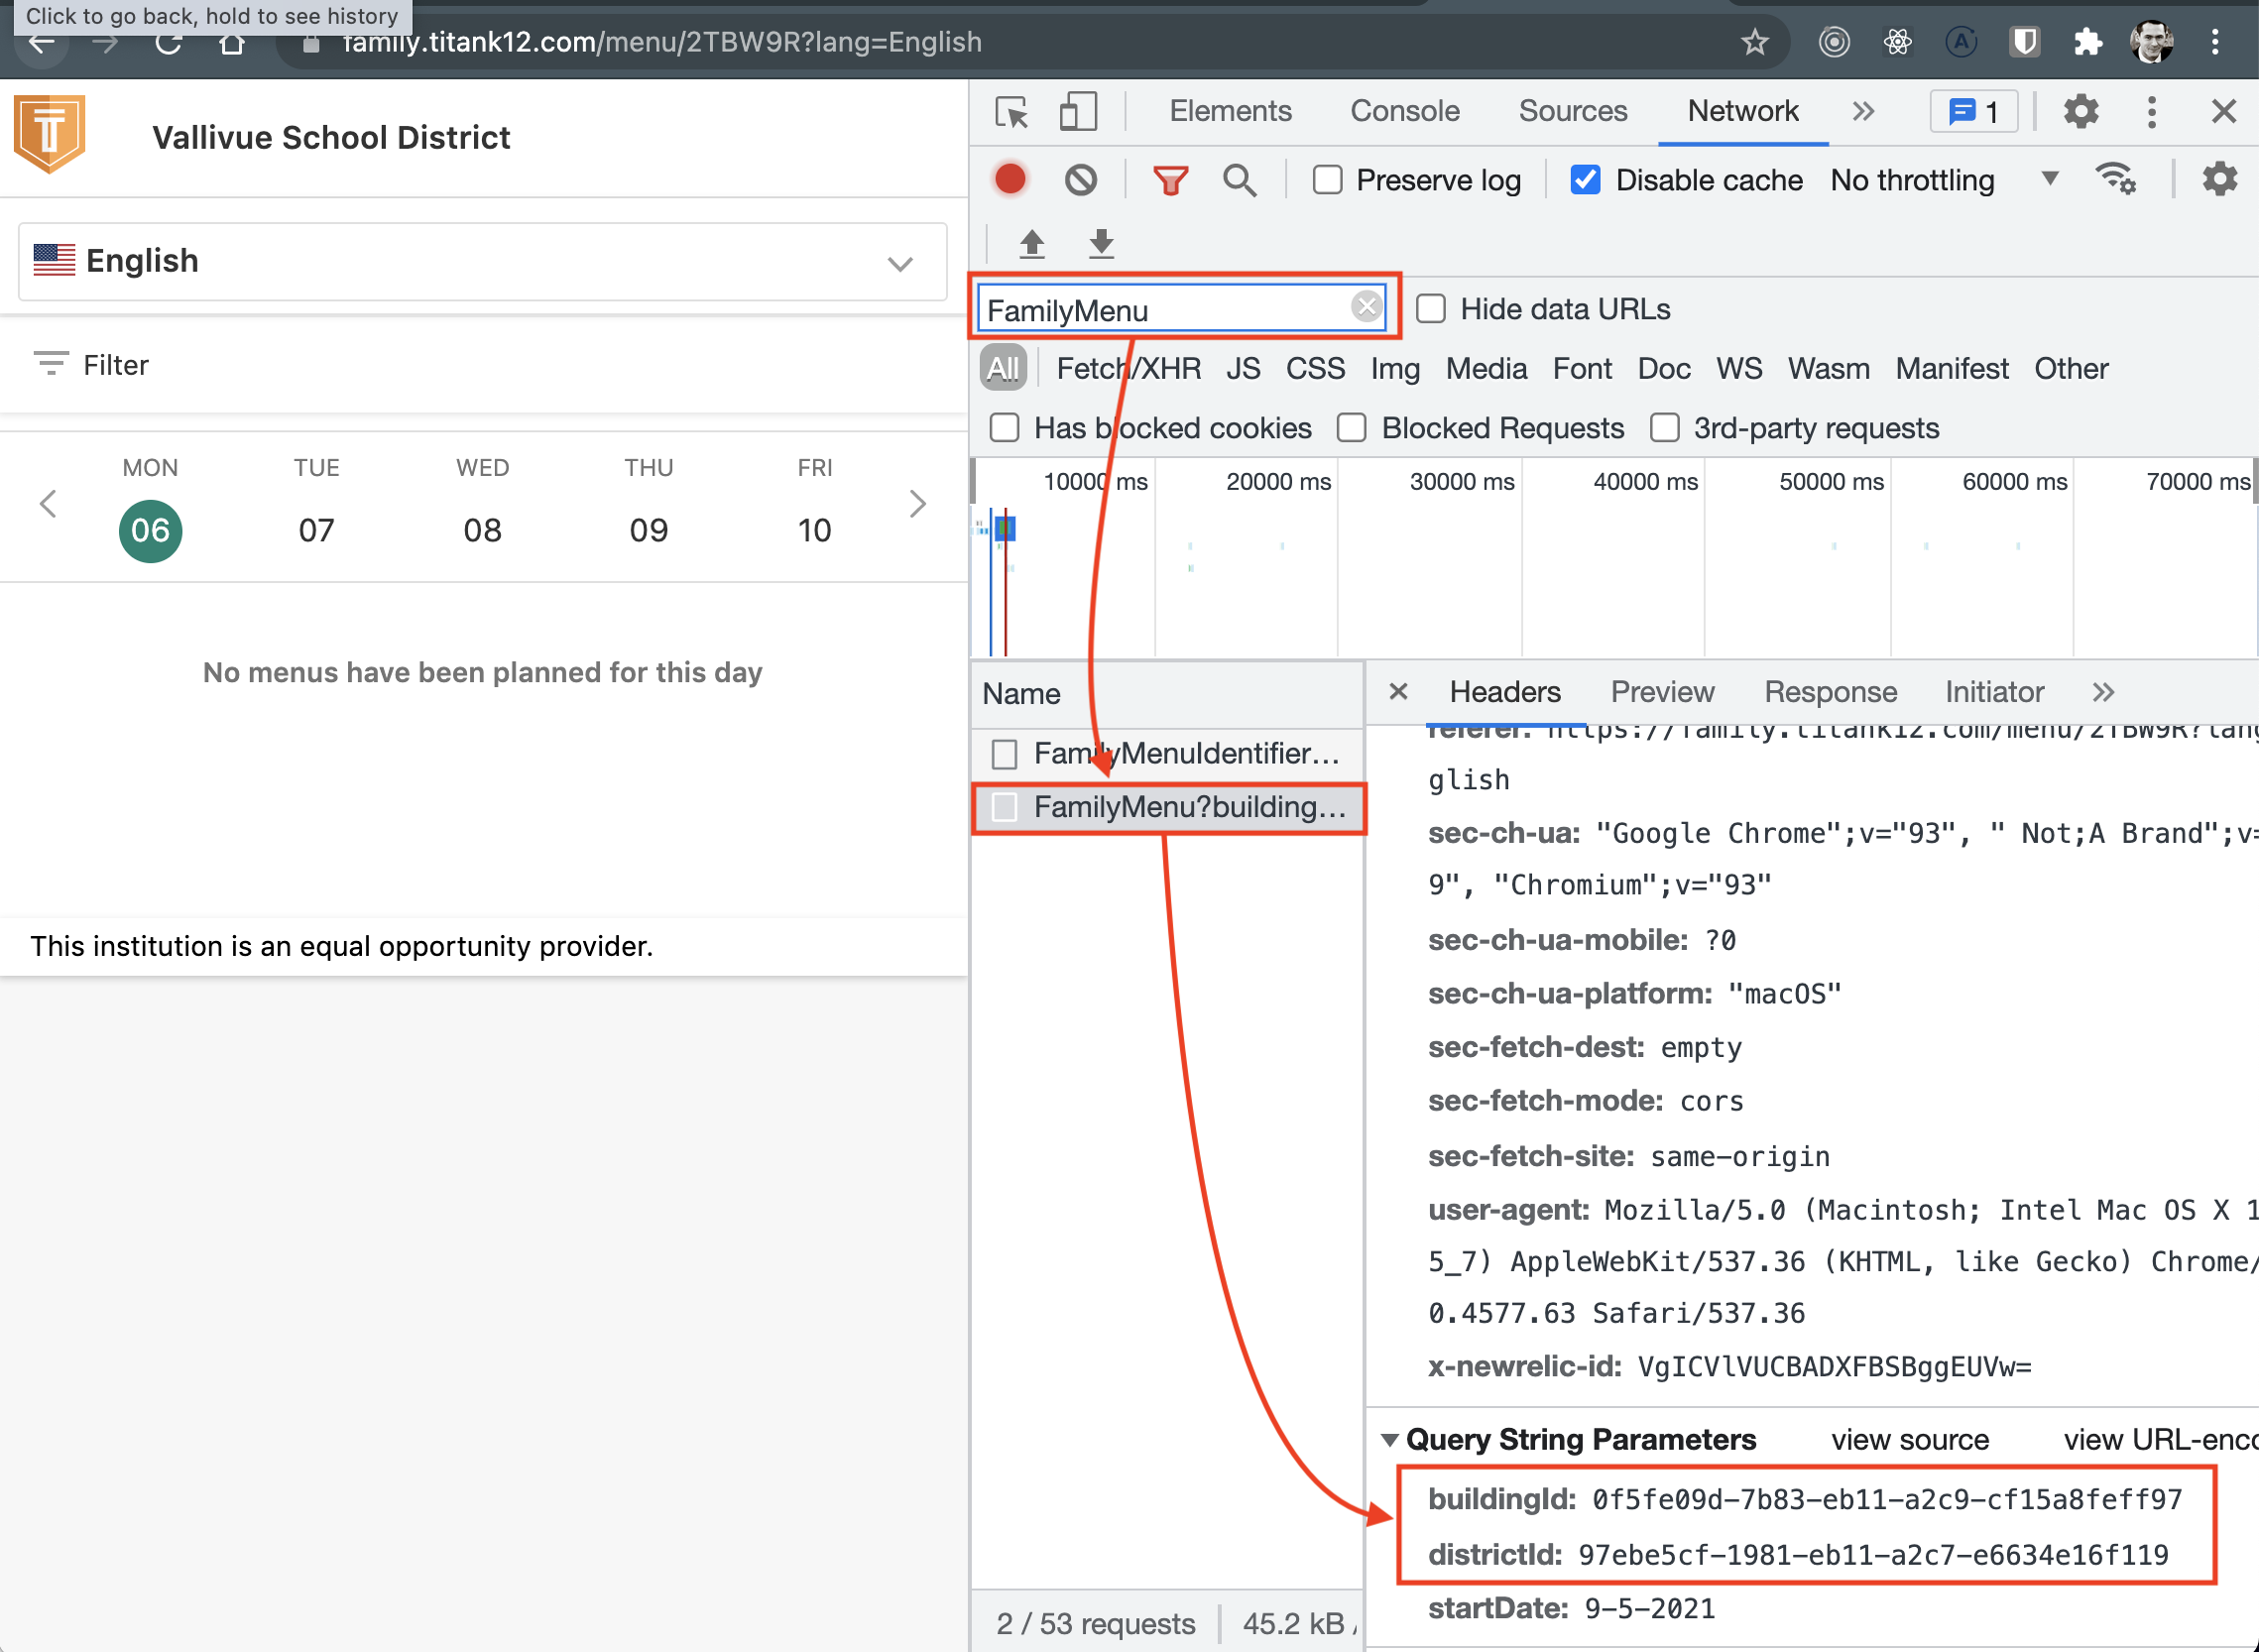 Click to go back, hold to see history
family.titank12.com/menu/2TBW9R?lang=English
Vallivue School District
English
Filter
MON TUE WED THU FRI
06 07 08 09 10
No menus have been planned for this day
This institution is an equal opportunity provider.
Elements Console Sources Network 1
Preserve log Disable cache No throttling
FamilyMenu Hide data URLs
All Fetch/XHR JS CSS Img Media Font Doc WS Wasm Manifest Other
Has blocked cookies Blocked Requests 3rd-party requests
10000 ms 20000 ms 30000 ms 40000 ms 50000 ms 60000 ms 70000 ms
Name
FamilyMenuIdentifier...
FamilyMenu?building...
2 / 53 requests 45.2 kB /
Headers Preview Response Initiator
referer: https://family.titank12.com/menu/2TBW9R?lang
glish
sec-ch-ua: "Google Chrome";v="93", " Not;A Brand";v=
9", "Chromium";v="93"
sec-ch-ua-mobile: ?0
sec-ch-ua-platform: "macOS"
sec-fetch-dest: empty
sec-fetch-mode: cors
sec-fetch-site: same-origin
user-agent: Mozilla/5.0 (Macintosh; Intel Mac OS X 1
5_7) AppleWebKit/537.36 (KHTML, like Gecko) Chrome/
0.4577.63 Safari/537.36
x-newrelic-id: VgICVlVUCBADXFBSBggEUVw=
Query String Parameters view source view URL-enco
buildingId: 0f5fe09d-7b83-eb11-a2c9-cf15a8feff97
districtId: 97ebe5cf-1981-eb11-a2c7-e6634e16f119
startDate: 9-5-2021